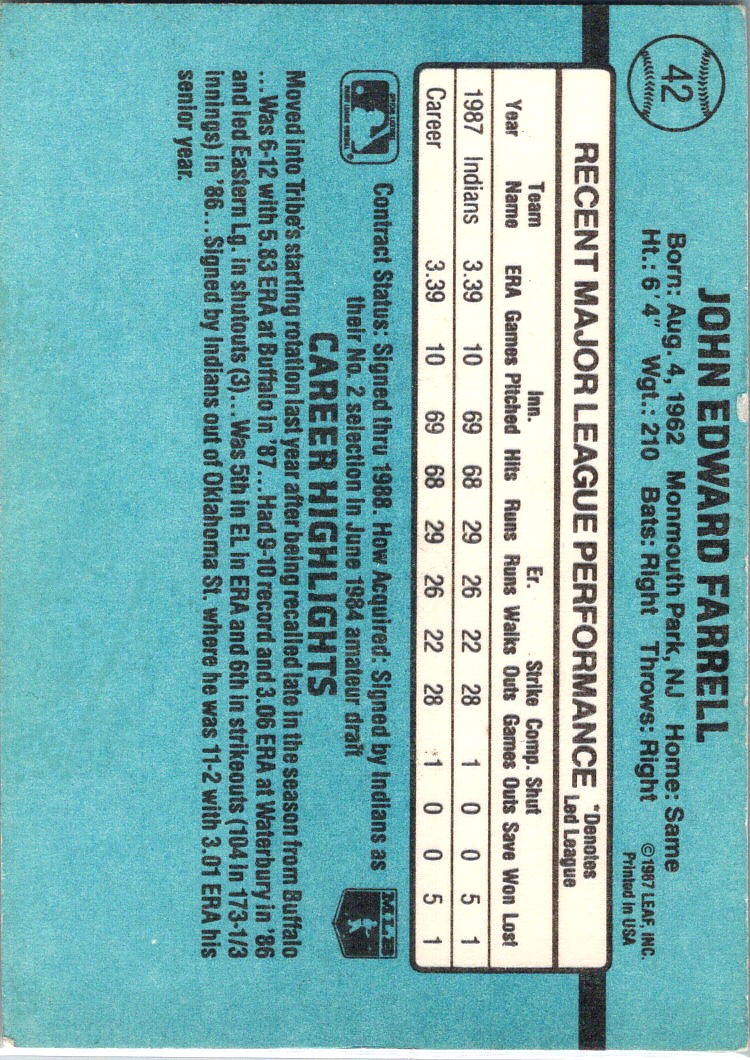 42
JOHN EDWARD FARRELL
Born: Aug. 4, 1962 Monmouth Park, NJ Home: Same
Ht.: 6'4" Wgt.: 210 Bats: Right Throws: Right
©1987 LEAF, INC.
Printed in USA
RECENT MAJOR LEAGUE PERFORMANCE
*Denotes
Led League
Team Inn. Er. Strike Comp. Shut
Year Name ERA Games Pitched Hits Runs Runs Walks Outs Games Outs Save Won Lost
1987 Indians 3.39 10 69 68 29 26 22 28 1 0 0 5 1
Career 3.39 10 69 68 29 26 22 28 1 0 0 5 1
Contract Status: Signed thru 1988. How Acquired: Signed by Indians as
their No. 2 selection in June 1984 amateur draft
MLB
CAREER HIGHLIGHTS
Moved into Tribe's starting rotation last year after being recalled late in the season from Buffalo
...Was 6-12 with 5.83 ERA at Buffalo in '87...Had 9-10 record and 3.06 ERA at Waterbury in '86
and led Eastern Lg. in shutouts (3)...Was 5th in EL in ERA and 6th in strikeouts (104 in 173-1/3
innings) in '86...Signed by Indians out of Oklahoma St. where he was 11-2 with 3.01 ERA his
senior year.